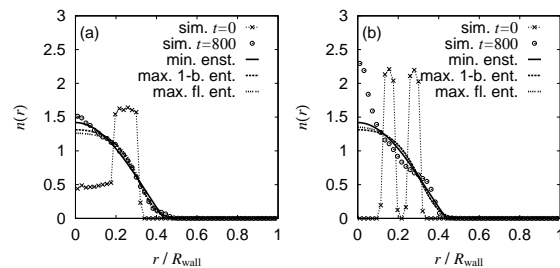 (a)
sim. t=0
sim. t=800
min. enst.
max. 1-b. ent.
max. fl. ent.
n(r)
3
2.5
2
1.5
1
0.5
0
0 0.2 0.4 0.6 0.8 1
r / Rwall
(b)
sim. t=0
sim. t=800
min. enst.
max. 1-b. ent.
max. fl. ent.
n(r)
3
2.5
2
1.5
1
0.5
0
0 0.2 0.4 0.6 0.8 1
r / Rwall